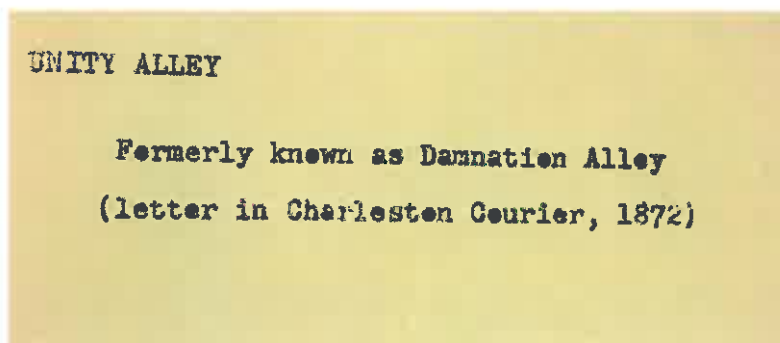 UNITY ALLEY
Formerly known as Damnation Alley
(letter in Charleston Courier, 1872)